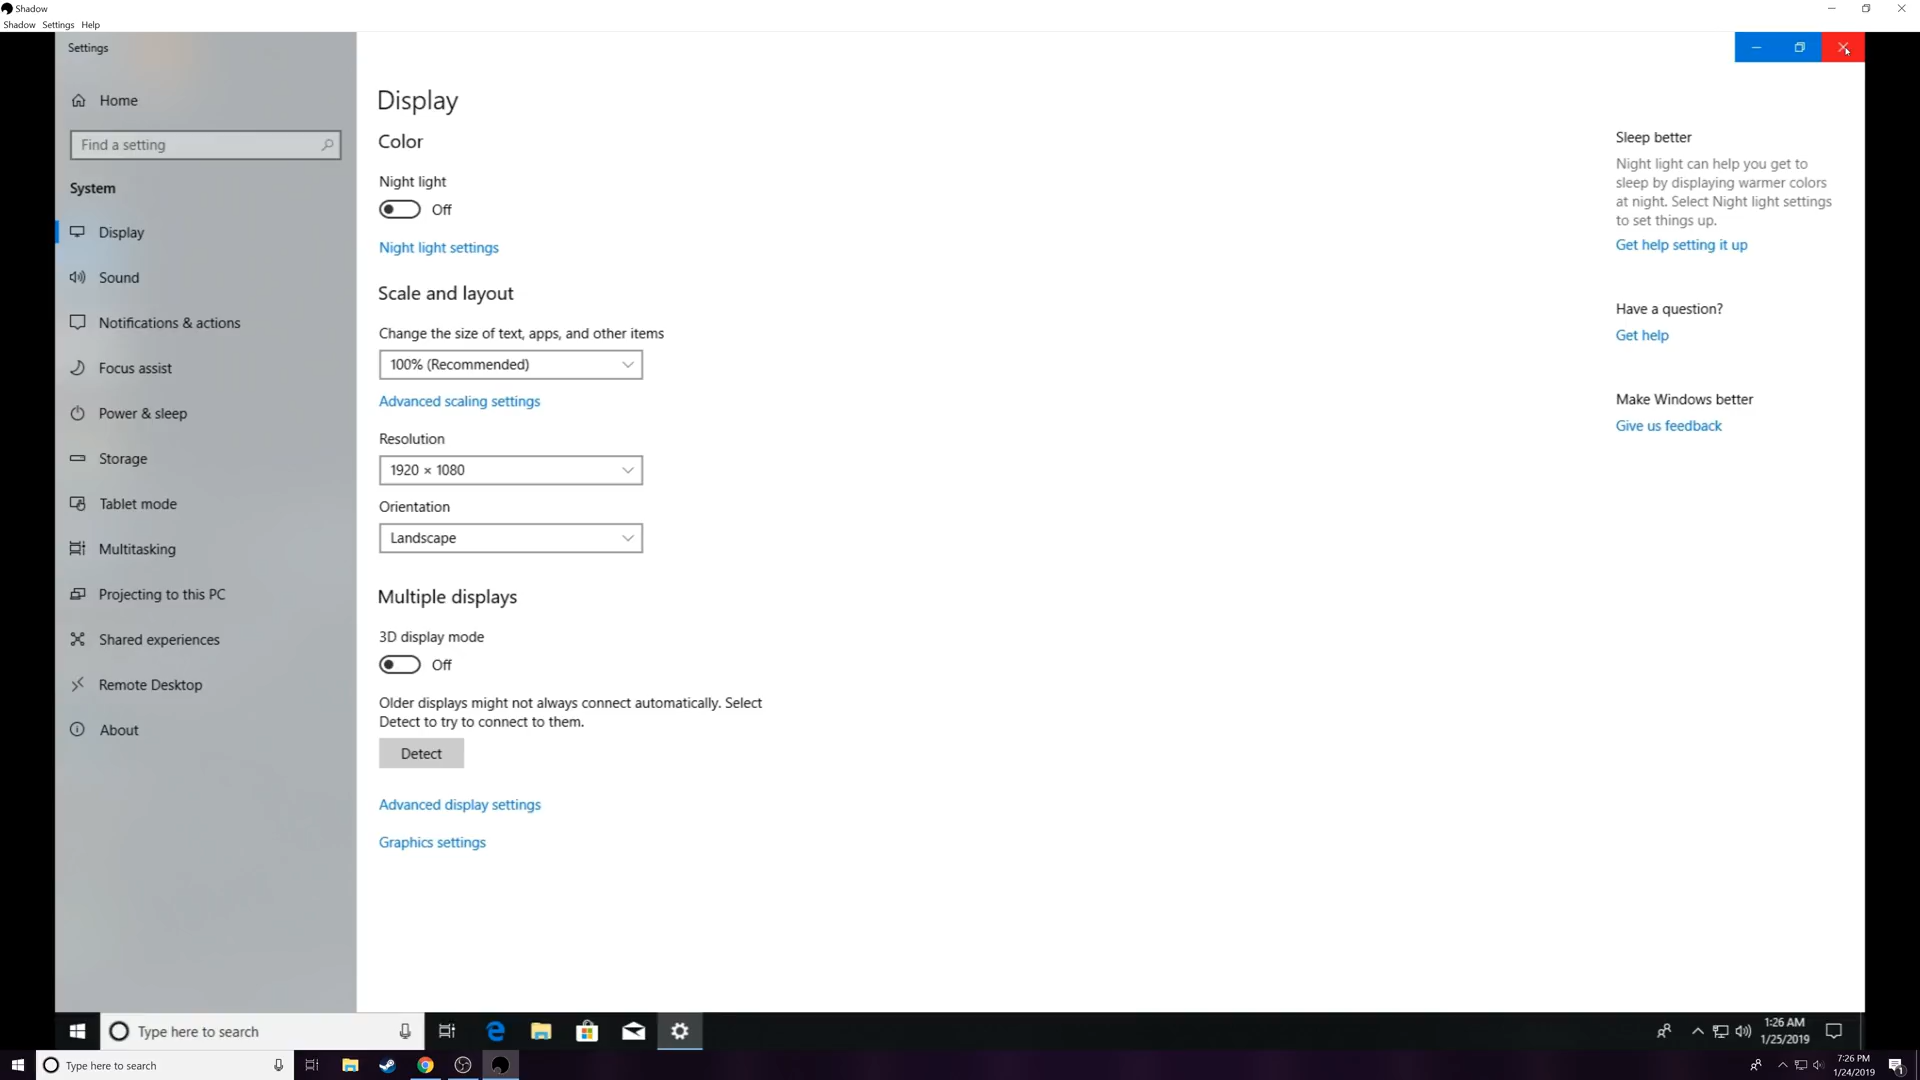 Shadow
Shadow Settings Help
Settings
Home
Find a setting
System
Display
Sound
Notifications & actions
Focus assist
Power & sleep
Storage
Tablet mode
Multitasking
Projecting to this PC
Shared experiences
Remote Desktop
About
Display
Color
Night light
Off
Night light settings
Scale and layout
Change the size of text, apps, and other items
100% (Recommended)
Advanced scaling settings
Resolution
1920 × 1080
Orientation
Landscape
Multiple displays
3D display mode
Off
Older displays might not always connect automatically. Select
Detect to try to connect to them.
Detect
Advanced display settings
Graphics settings
Sleep better
Night light can help you get to
sleep by displaying warmer colors
at night. Select Night light settings
to set things up.
Get help setting it up
Have a question?
Get help
Make Windows better
Give us feedback
Type here to search
1:26 AM
1/25/2019
Type here to search
7:26 PM
1/24/2019
1